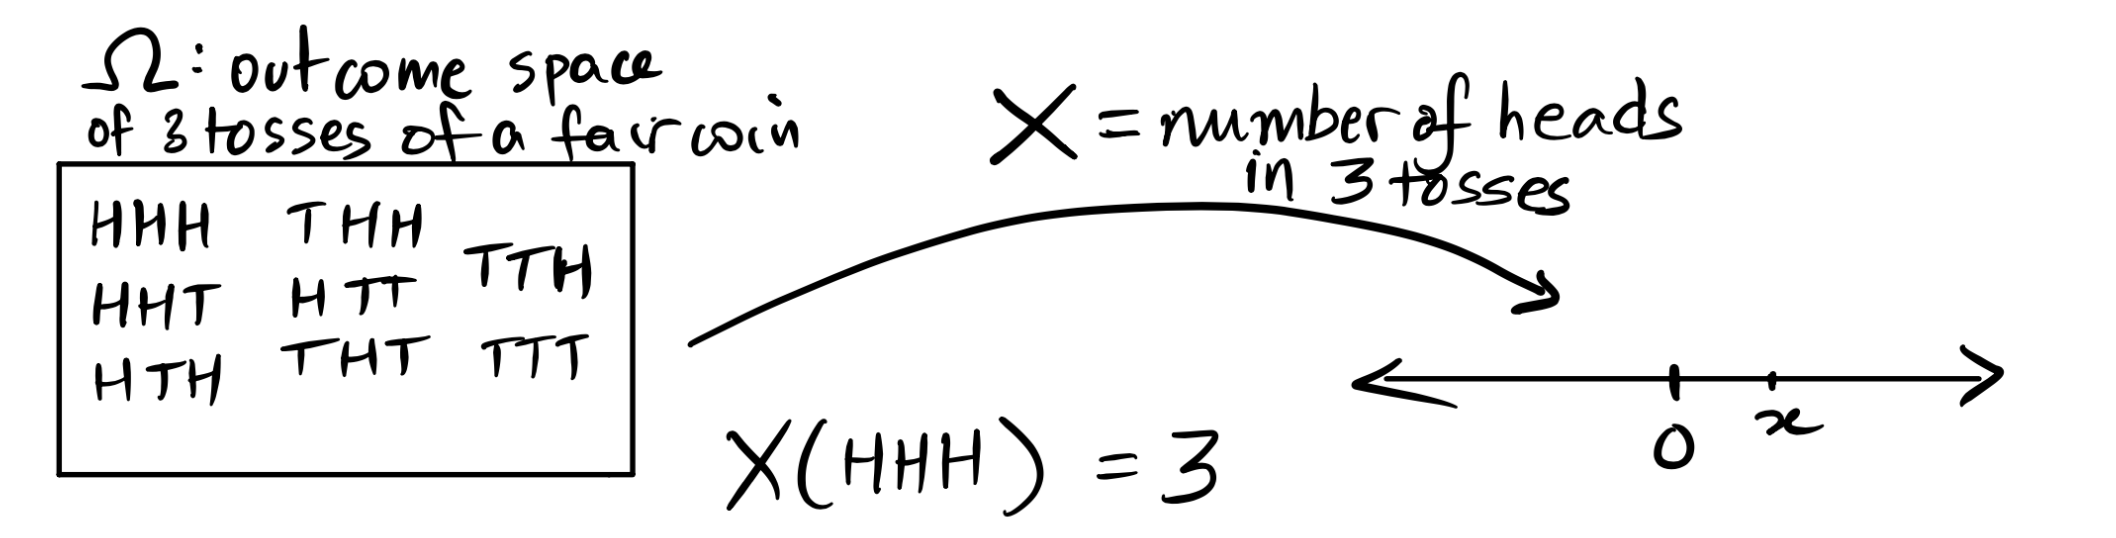 Ω: outcome space
of 3 tosses of a fair coin
X = number of heads
in 3 tosses
HHH THH
TTH
HHT HTT
HTH THT TTT
X(HHH) = 3
0 x